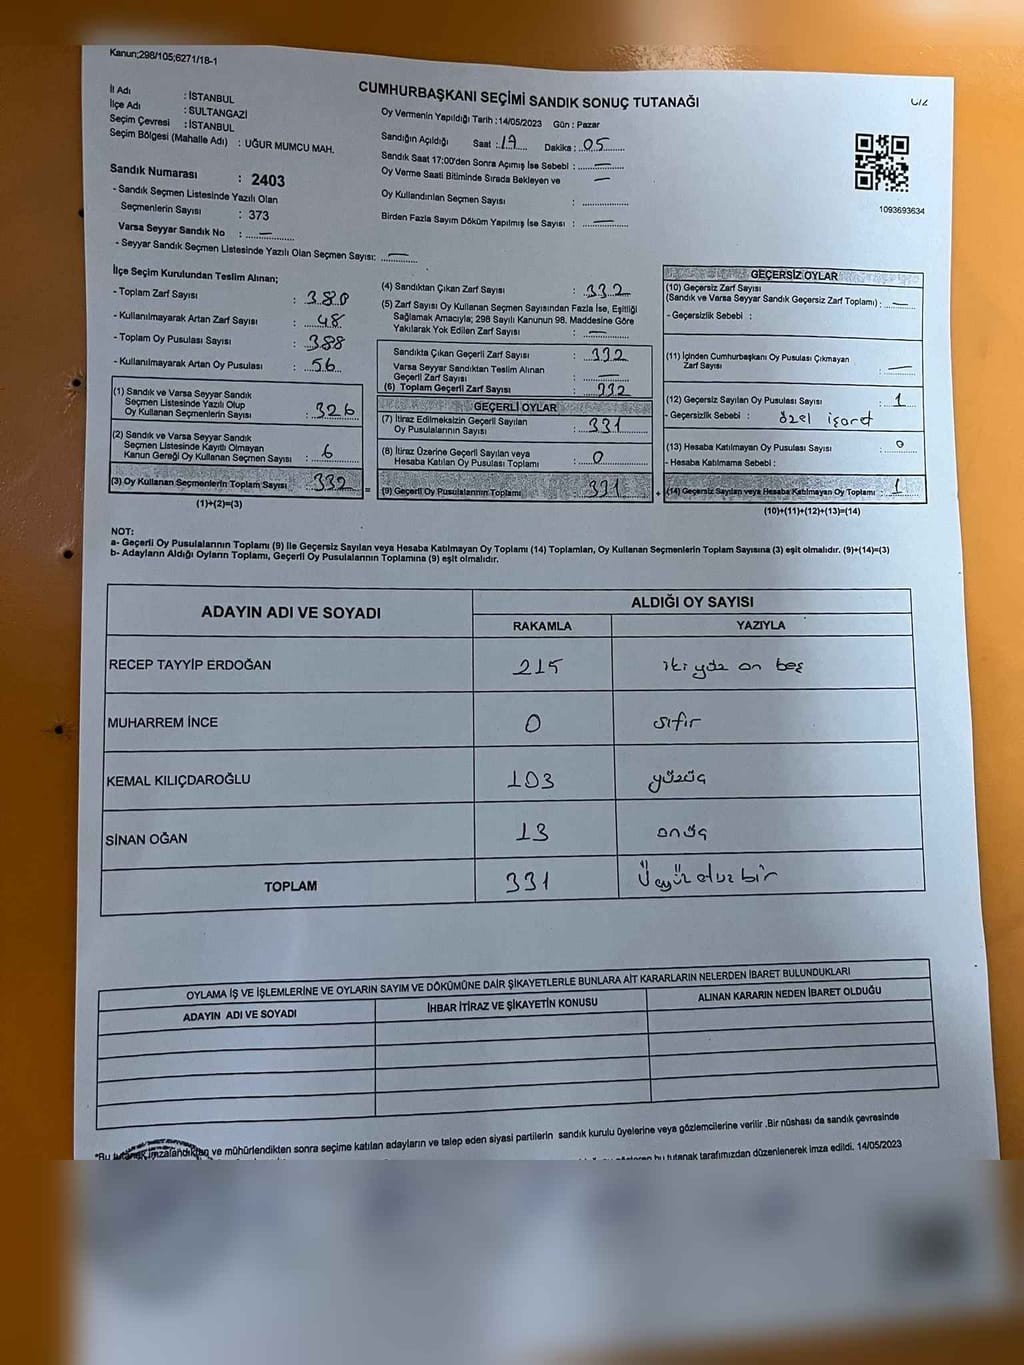 Kanun;298/105;6271/18-1
CUMHURBAŞKANI SEÇİMİ SANDIK SONUÇ TUTANAĞI
İl Adı : İSTANBUL
İlçe Adı : SULTANGAZİ
Seçim Çevresi : İSTANBUL
Seçim Bölgesi (Mahalle Adı) : UĞUR MUMCU MAH.
Sandık Numarası : 2403
- Sandık Seçmen Listesinde Yazılı Olan
Seçmenlerin Sayısı : 373
Varsa Seyyar Sandık No : —
- Seyyar Sandık Seçmen Listesinde Yazılı Olan Seçmen Sayısı: —
Oy Vermenin Yapıldığı Tarih : 14/05/2023 Gün : Pazar
Sandığın Açıldığı Saat : 17 Dakika : 05
Sandık Saat 17:00'den Sonra Açımış İse Sebebi : —
Oy Verme Saati Bitiminde Sırada Bekleyen ve —
Oy Kullandırılan Seçmen Sayısı :
Birden Fazla Sayım Döküm Yapılmış İse Sayısı : —
1093693634
İlçe Seçim Kurulundan Teslim Alınan;
- Toplam Zarf Sayısı : 380
- Kullanılmayarak Artan Zarf Sayısı : 48
- Toplam Oy Pusulası Sayısı : 388
- Kullanılmayarak Artan Oy Pusulası : 56
(1) Sandık ve Varsa Seyyar Sandık
Seçmen Listesinde Yazılı Olup
Oy Kullanan Seçmenlerin Sayısı : 326
(2) Sandık ve Varsa Seyyar Sandık
Seçmen Listesinde Kayıtlı Olmayan
Kanun Gereği Oy Kullanan Seçmen Sayısı : 6
(3) Oy Kullanan Seçmenlerin Toplam Sayısı : 332 =
(1)+(2)=(3)
(4) Sandıktan Çıkan Zarf Sayısı : 332
(5) Zarf Sayısı Oy Kullanan Seçmen Sayısından Fazla İse, Eşitliği
Sağlamak Amacıyla; 298 Sayılı Kanunun 98. Maddesine Göre
Yakılarak Yok Edilen Zarf Sayısı : —
Sandıkta Çıkan Geçerli Zarf Sayısı : 332
Varsa Seyyar Sandıktan Teslim Alınan
Geçerli Zarf Sayısı : —
(6) Toplam Geçerli Zarf Sayısı : 332
GEÇERLİ OYLAR
(7) İtiraz Edilmeksizin Geçerli Sayılan
Oy Pusulalarının Sayısı : 331
(8) İtiraz Üzerine Geçerli Sayılan veya
Hesaba Katılan Oy Pusulası Toplamı : 0
(9) Geçerli Oy Pusulalarının Toplamı : 331 +
GEÇERSİZ OYLAR
(10) Geçersiz Zarf Sayısı
(Sandık ve Varsa Seyyar Sandık Geçersiz Zarf Toplamı) : —
- Geçersizlik Sebebi :
(11) İçinden Cumhurbaşkanı Oy Pusulası Çıkmayan
Zarf Sayısı : —
(12) Geçersiz Sayılan Oy Pusulası Sayısı : 1
- Geçersizlik Sebebi : özel işaret
(13) Hesaba Katılmayan Oy Pusulası Sayısı : 0
- Hesaba Katılmama Sebebi :
(14) Geçersiz Sayılan veya Hesaba Katılmayan Oy Toplamı : 1
(10)+(11)+(12)+(13)=(14)
NOT:
a- Geçerli Oy Pusulalarının Toplamı (9) ile Geçersiz Sayılan veya Hesaba Katılmayan Oy Toplamı (14) Toplamları, Oy Kullanan Seçmenlerin Toplam Sayısına (3) eşit olmalıdır. (9)+(14)=(3)
b- Adayların Aldığı Oyların Toplamı, Geçerli Oy Pusulalarının Toplamına (9) eşit olmalıdır.
ADAYIN ADI VE SOYADI ALDIĞI OY SAYISI
RAKAMLA YAZIYLA
RECEP TAYYİP ERDOĞAN 215 iki yüz on beş
MUHARREM İNCE 0 sıfır
KEMAL KILIÇDAROĞLU 103 yüzüç
SİNAN OĞAN 13 onüç
TOPLAM 331 Üçyüz otuz bir
OYLAMA İŞ VE İŞLEMLERİNE VE OYLARIN SAYIM VE DÖKÜMÜNE DAİR ŞİKAYETLERLE BUNLARA AİT KARARLARIN NELERDEN İBARET BULUNDUKLARI
ADAYIN ADI VE SOYADI İHBAR İTİRAZ VE ŞİKAYETİN KONUSU ALINAN KARARIN NEDEN İBARET OLDUĞU
*Bu tutanak imzalandıktan ve mühürlendikten sonra seçime katılan adayların ve talep eden siyasi partilerin sandık kurulu üyelerine veya gözlemcilerine verilir .Bir nüshası da sandık çevresinde
bu tutanak tarafımızdan düzenlenerek imza edildi. 14/05/2023